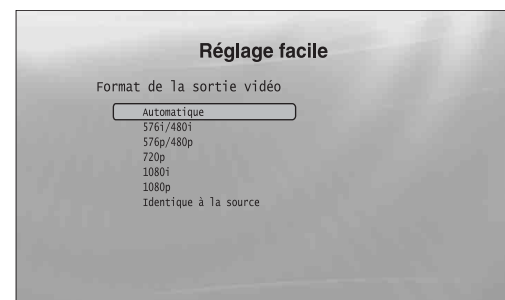 Réglage facile
Format de la sortie vidéo
Automatique
576i/480i
576p/480p
720p
1080i
1080p
Identique à la source